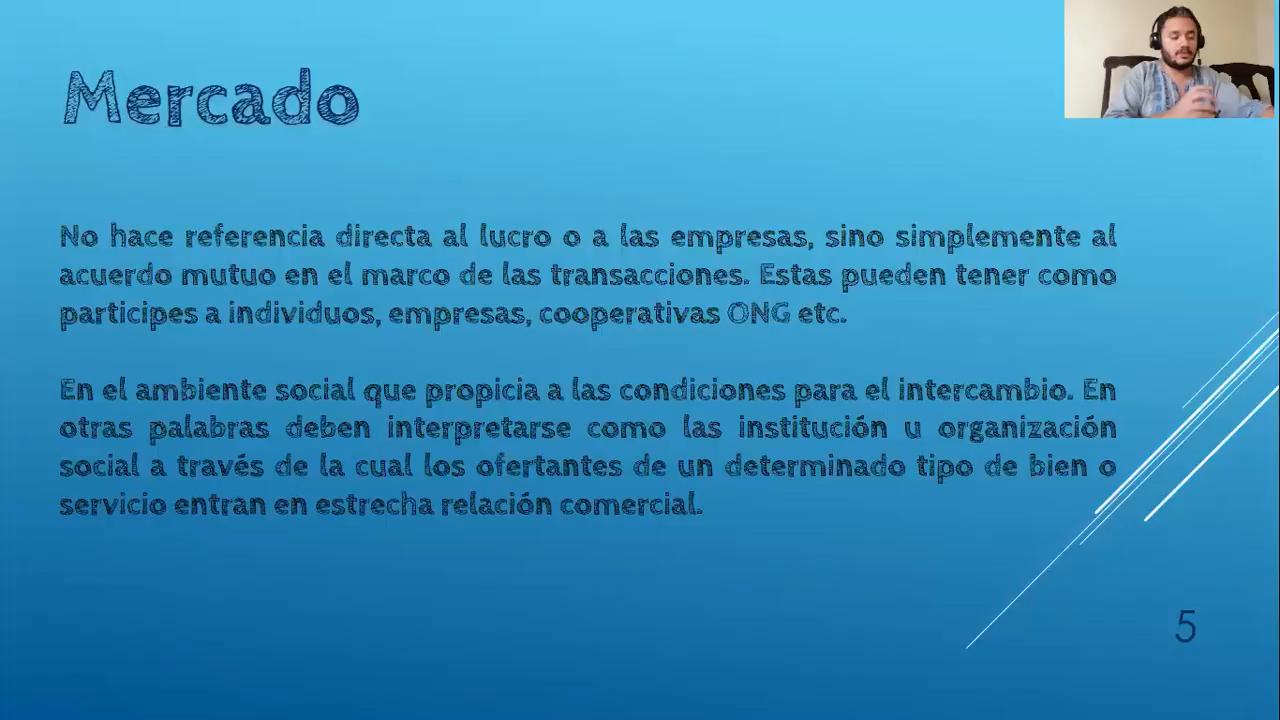 Mercado
No hace referencia directa al lucro o a las empresas, sino simplemente al
acuerdo mutuo en el marco de las transacciones. Estas pueden tener como
participes a individuos, empresas, cooperativas ONG etc.
En el ambiente social que propicia a las condiciones para el intercambio. En
otras palabras deben interpretarse como las institución u organización
social a través de la cual los ofertantes de un determinado tipo de bien o
servicio entran en estrecha relación comercial.
5